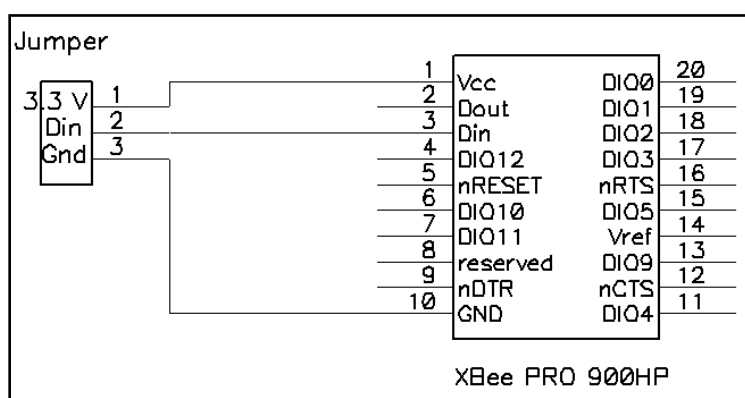 Jumper
3.3 V 1
Din 2
Gnd 3
1 Vcc DIO0 20
2 Dout DIO1 19
3 Din DIO2 18
4 DIO12 DIO3 17
5 nRESET nRTS 16
6 DIO10 DIO5 15
7 DIO11 Vref 14
8 reserved DIO9 13
9 nDTR nCTS 12
10 GND DIO4 11
XBee PRO 900HP